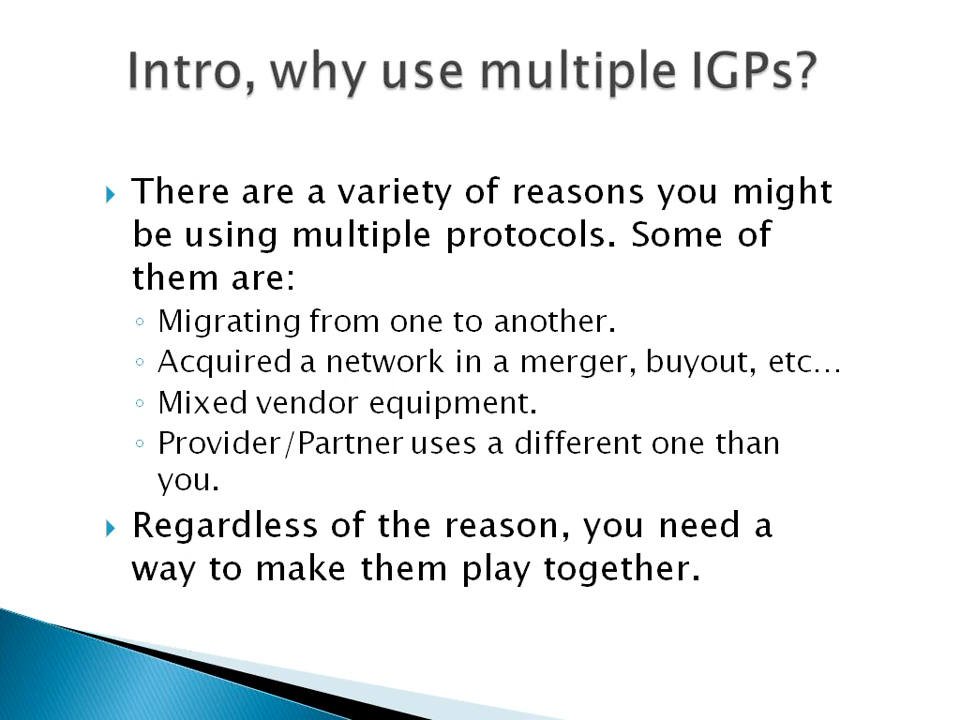 Intro, why use multiple IGPs?
There are a variety of reasons you might
be using multiple protocols. Some of
them are:
Migrating from one to another.
Acquired a network in a merger, buyout, etc…
Mixed vendor equipment.
Provider/Partner uses a different one than
you.
Regardless of the reason, you need a
way to make them play together.